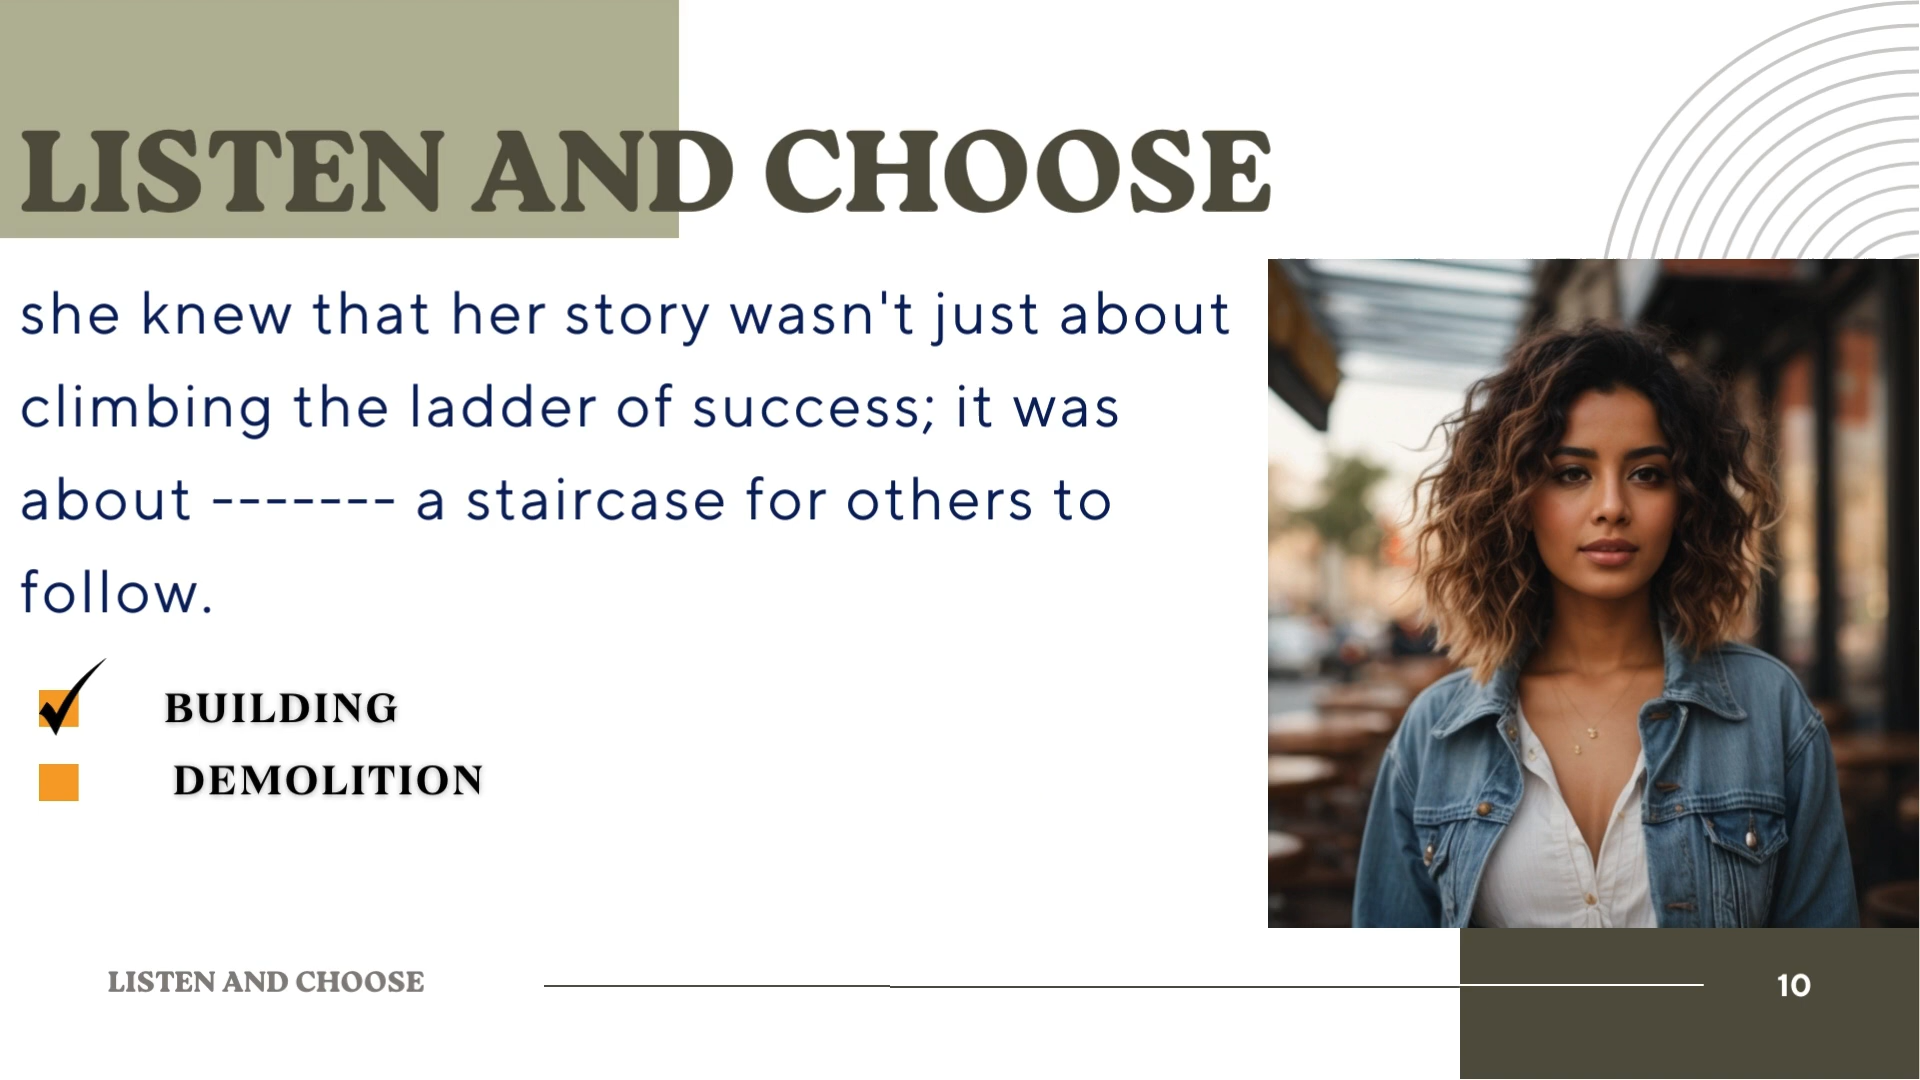 LISTEN AND CHOOSE
she knew that her story wasn't just about
climbing the ladder of success; it was
about ------- a staircase for others to
follow.
BUILDING
DEMOLITION
LISTEN AND CHOOSE
10